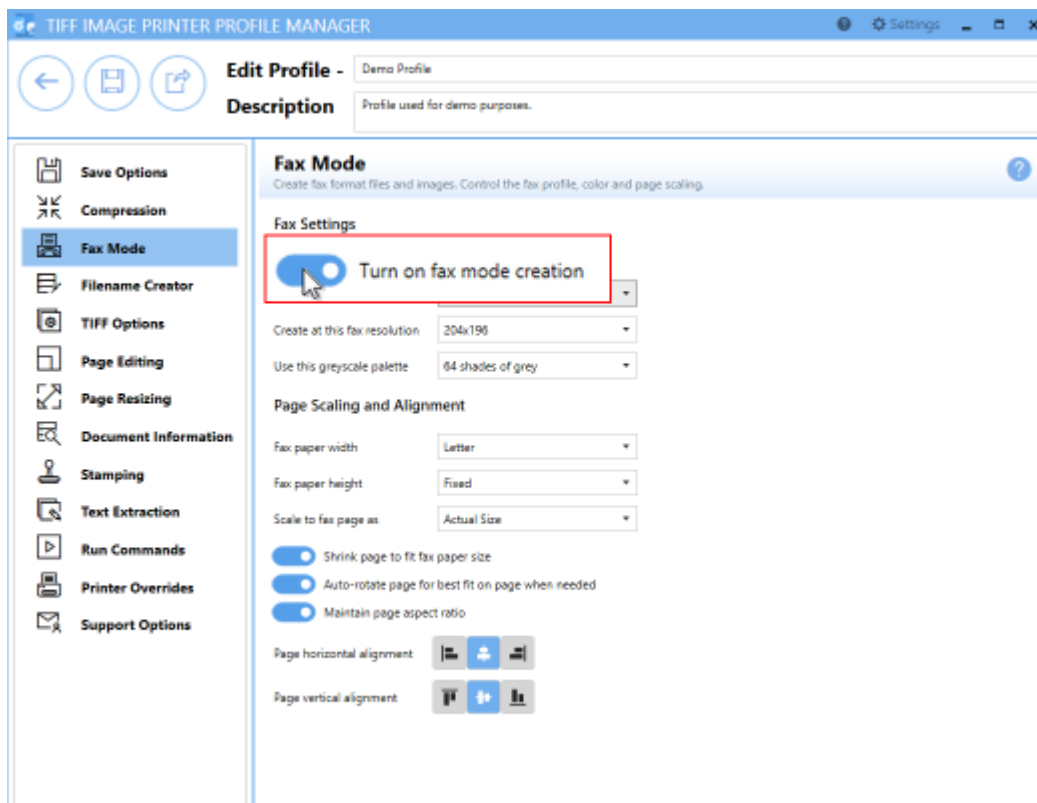 TIFF IMAGE PRINTER PROFILE MANAGER
Settings
Edit Profile - Demo Profile
Description Profile used for demo purposes.
Save Options
Compression
Fax Mode
Filename Creator
TIFF Options
Page Editing
Page Resizing
Document Information
Stamping
Text Extraction
Run Commands
Printer Overrides
Support Options
Fax Mode
Create fax format files and images. Control the fax profile, color and page scaling.
Fax Settings
Turn on fax mode creation
Create at this fax resolution 204x196
Use this greyscale palette 64 shades of grey
Page Scaling and Alignment
Fax paper width Letter
Fax paper height Fixed
Scale to fax page as Actual Size
Shrink page to fit fax paper size
Auto-rotate page for best fit on page when needed
Maintain page aspect ratio
Page horizontal alignment
Page vertical alignment